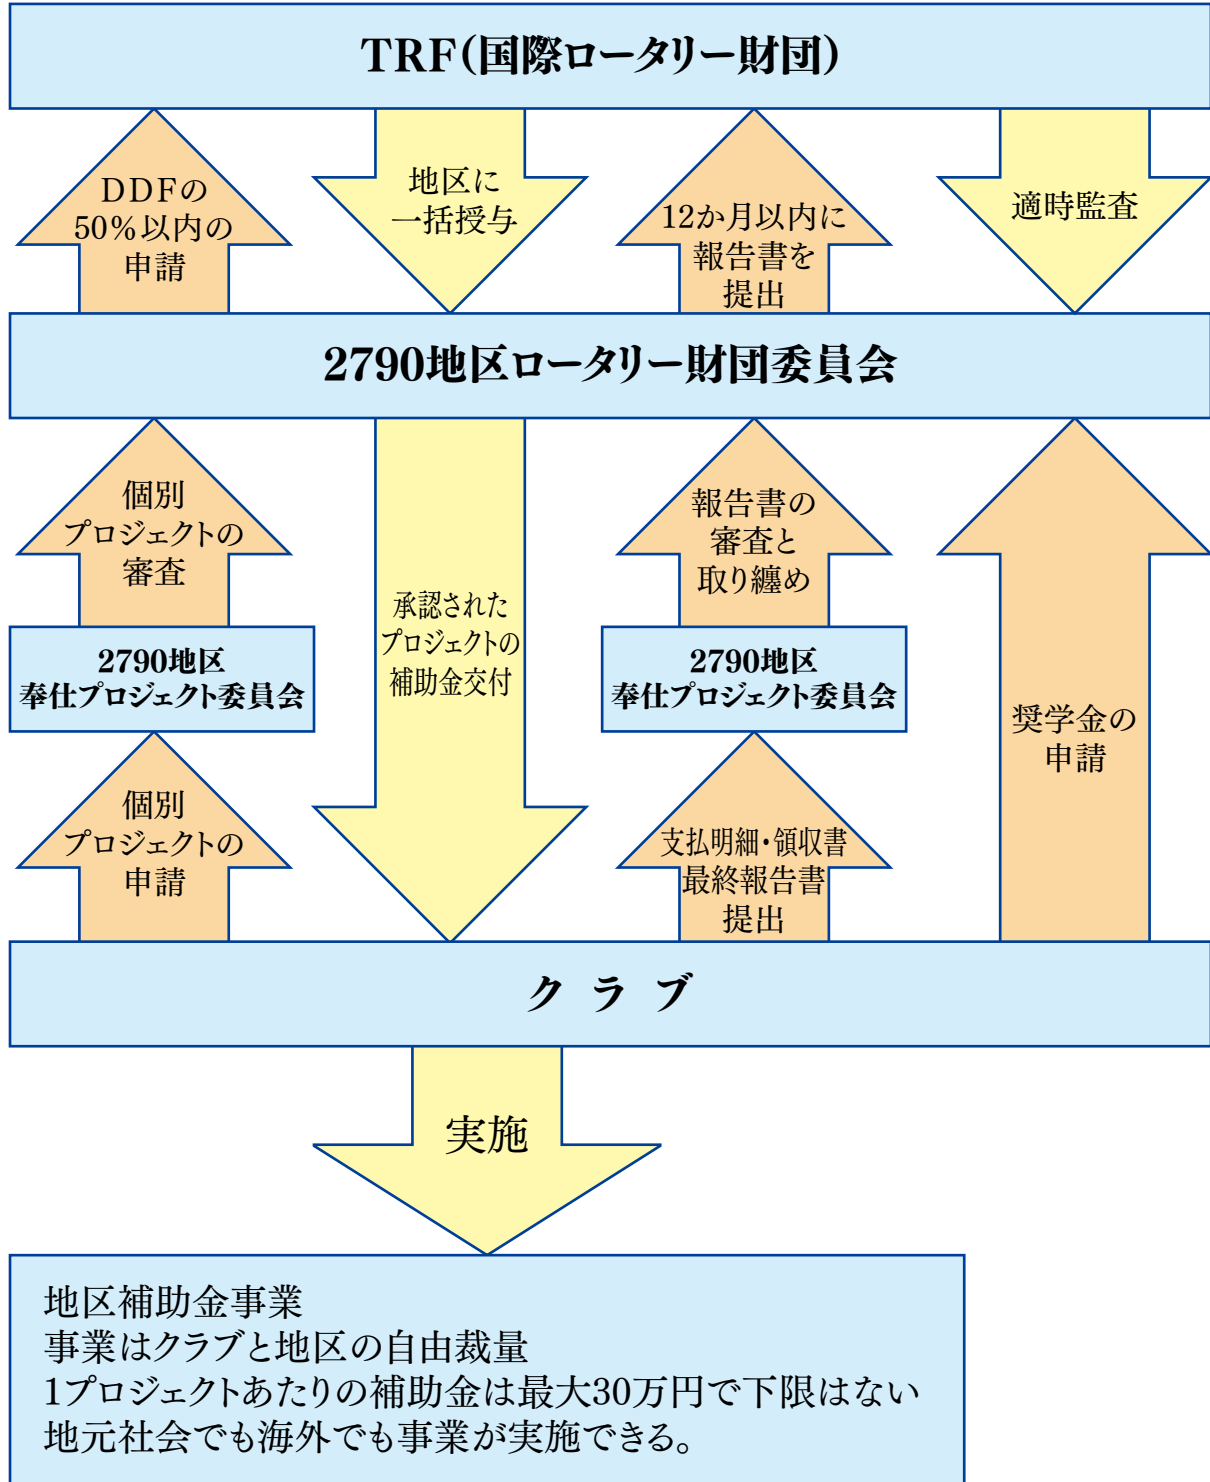 TRF(国際ロータリー財団)
DDFの
50%以内の
申請
地区に
一括授与
12か月以内に
報告書を
提出
適時監査
2790地区ロータリー財団委員会
個別
プロジェクトの
審査
承認された
プロジェクトの
補助金交付
報告書の
審査と
取り纏め
奨学金の
申請
2790地区
奉仕プロジェクト委員会
2790地区
奉仕プロジェクト委員会
個別
プロジェクトの
申請
支払明細・領収書
最終報告書
提出
クラブ
実施
地区補助金事業
事業はクラブと地区の自由裁量
1プロジェクトあたりの補助金は最大30万円で下限はない
地元社会でも海外でも事業が実施できる。